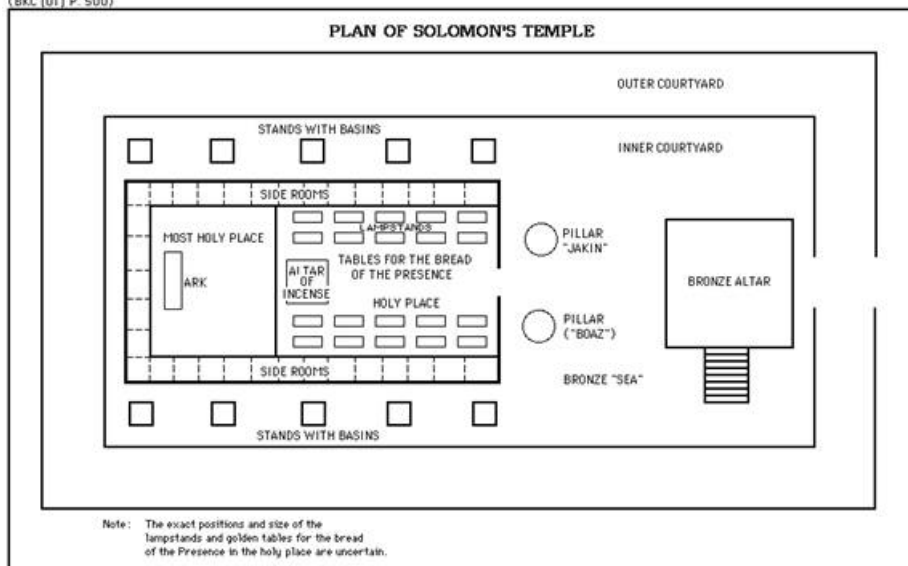 (BKC [OT] P. 500)
PLAN OF SOLOMON'S TEMPLE
OUTER COURTYARD
STANDS WITH BASINS
INNER COURTYARD
SIDE ROOMS
LAMPSTANDS
MOST HOLY PLACE
PILLAR
"JAKIN"
TABLES FOR THE BREAD
OF THE PRESENCE
ALTAR
OF
INCENSE
ARK
BRONZE ALTAR
HOLY PLACE
PILLAR
("BOAZ")
SIDE ROOMS
BRONZE "SEA"
STANDS WITH BASINS
Note: The exact positions and size of the
lampstands and golden tables for the bread
of the Presence in the holy place are uncertain.